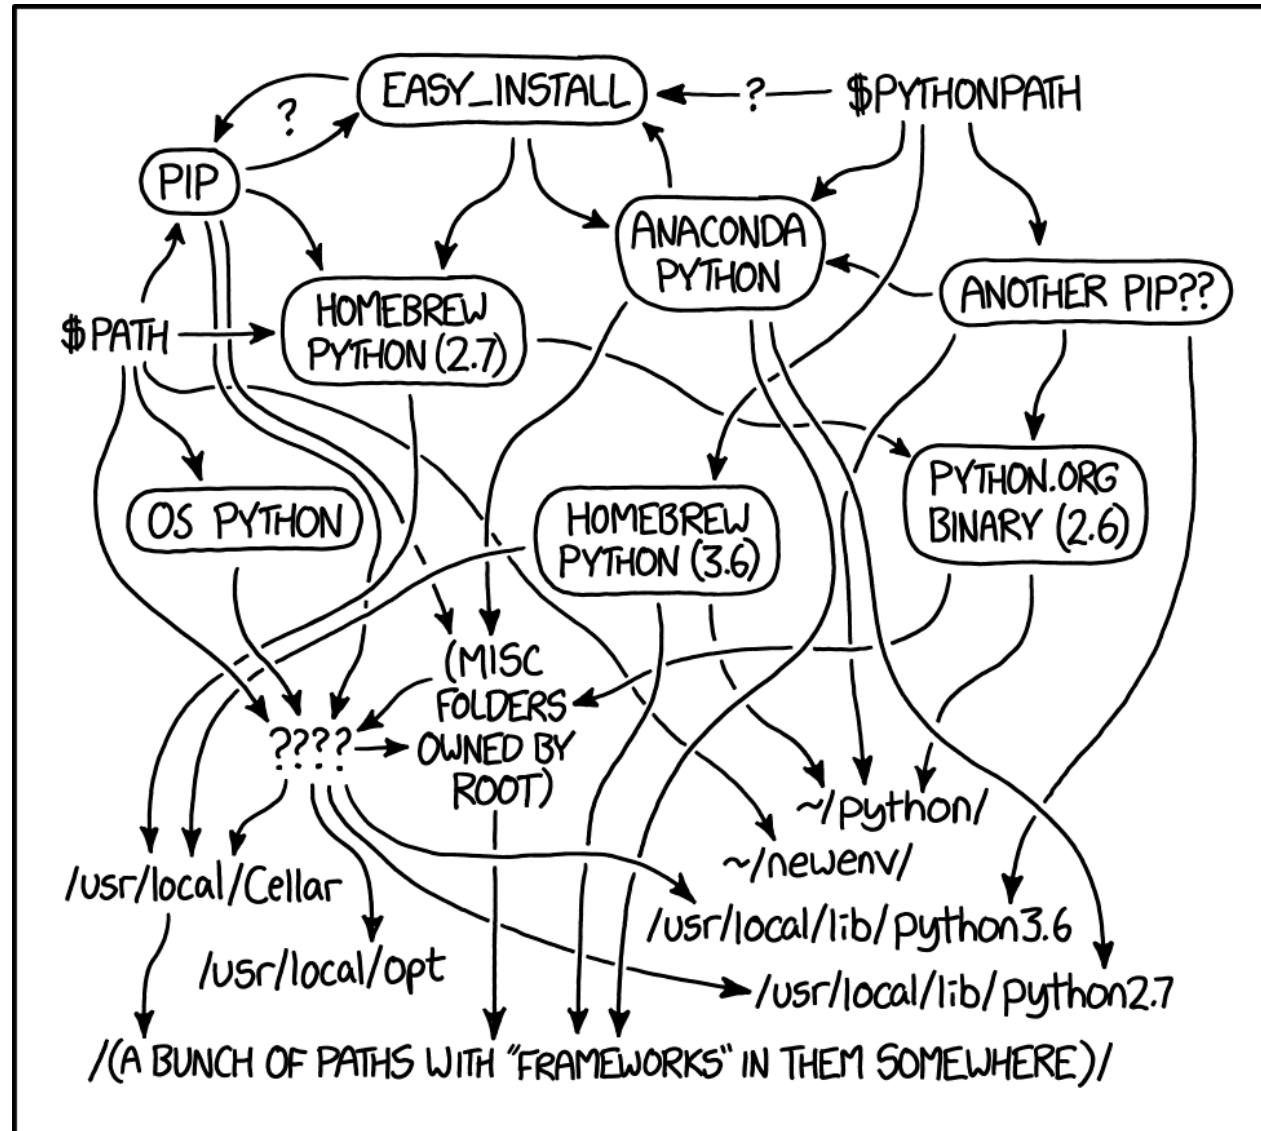 EASY_INSTALL
?
$PYTHONPATH
?
PIP
ANACONDA
PYTHON
ANOTHER PIP??
HOMEBREW
PYTHON (2.7)
$PATH
PYTHON.ORG
BINARY (2.6)
OS PYTHON
HOMEBREW
PYTHON (3.6)
(MISC
FOLDERS
OWNED BY
ROOT)
????
~/python/
~/newenv/
/usr/local/Cellar
/usr/local/lib/python3.6
/usr/local/opt
/usr/local/lib/python2.7
/(A BUNCH OF PATHS WITH "FRAMEWORKS" IN THEM SOMEWHERE)/